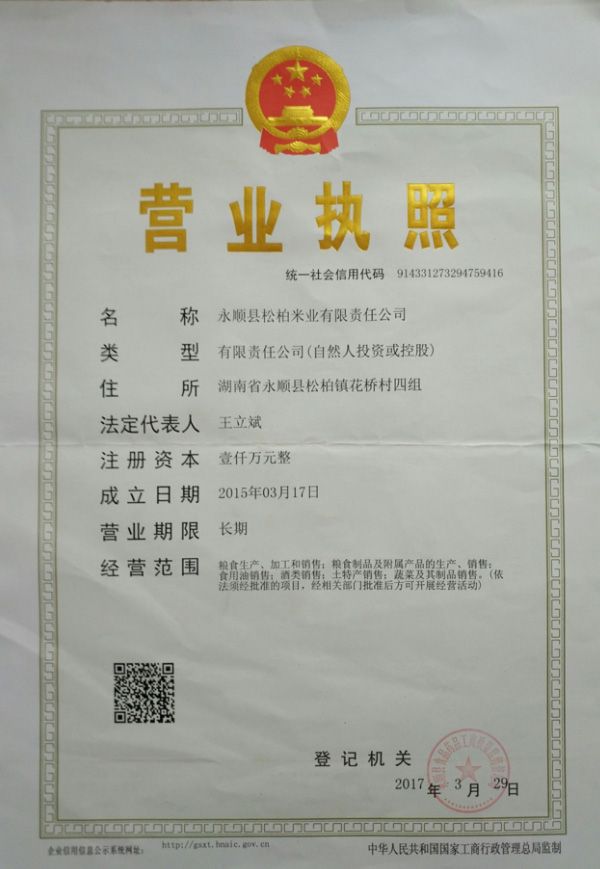 营业执照
统一社会信用代码 914331273294759416
名称 永顺县松柏米业有限责任公司
类型 有限责任公司(自然人投资或控股)
住所 湖南省永顺县松柏镇花桥村四组
法定代表人 王立斌
注册资本 壹仟万元整
成立日期 2015年03月17日
营业期限 长期
经营范围 粮食生产、加工和销售；粮食制品及附属产品的生产、销售；
食用油销售；酒类销售；土特产销售；蔬菜及其制品销售。(依
法须经批准的项目，经相关部门批准后方可开展经营活动)
登记机关
2017年3月29日
企业信用信息公示系统网址： http://gsxt.hnaic.gov.cn
中华人民共和国国家工商行政管理总局监制